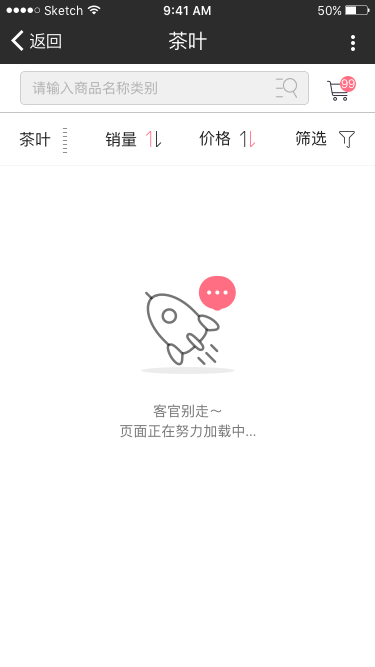 Sketch 9:41 AM 50%
返回 茶叶
请输入商品名称类别 99
茶叶 销量 价格 筛选
客官别走～
页面正在努力加载中...